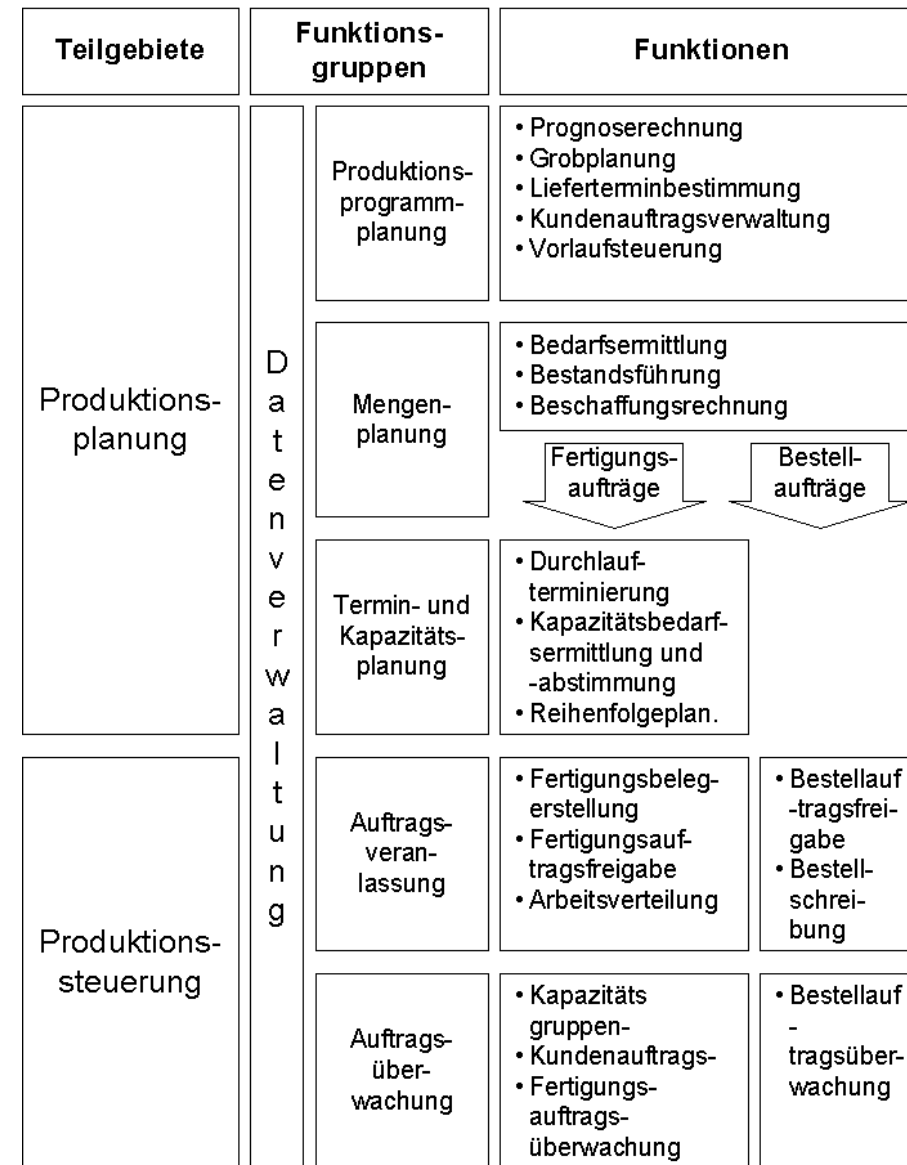 Teilgebiete
Funktions-
gruppen
Funktionen
Produktions-
planung
Datenverwaltung
Produktions-
programm-
planung
• Prognoserechnung
• Grobplanung
• Lieferterminbestimmung
• Kundenauftragsverwaltung
• Vorlaufsteuerung
Mengen-
planung
• Bedarfsermittlung
• Bestandsführung
• Beschaffungsrechnung
Fertigungs-
aufträge
Bestell-
aufträge
Termin- und
Kapazitäts-
planung
• Durchlauf-
terminierung
• Kapazitätsbedarf-
sermittlung und
-abstimmung
• Reihenfolgeplan.
Produktions-
steuerung
Auftrags-
veran-
lassung
• Fertigungsbeleg-
erstellung
• Fertigungsauf-
tragsfreigabe
• Arbeitsverteilung
• Bestellauf
-tragsfrei-
gabe
• Bestell-
schrei-
bung
Auftrags-
über-
wachung
• Kapazitäts
gruppen-
• Kundenauftrags-
• Fertigungs-
auftrags-
überwachung
• Bestellauf
-
tragsüber-
wachung